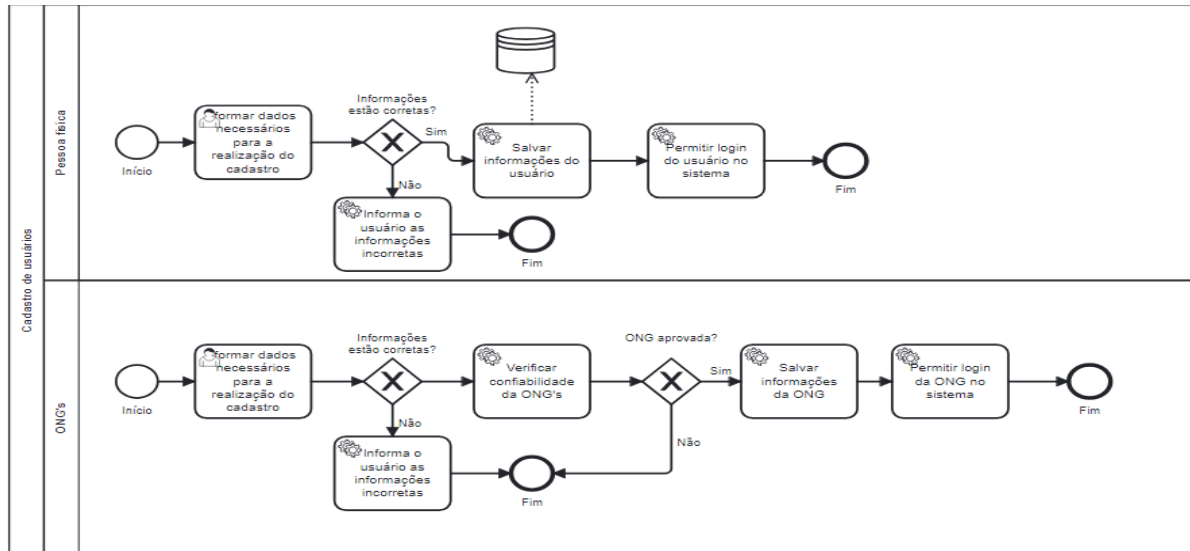 Cadastro de usuários
Pessoa física
Início
formar dados
necessários
para a
realização do
cadastro
Informações
estão corretas?
Sim
Não
Salvar
informações do
usuário
Permitir login
do usuário no
sistema
Fim
Informa o
usuário as
informações
incorretas
Fim
ONG's
Início
formar dados
necessários
para a
realização do
cadastro
Informações
estão corretas?
Não
Verificar
confiabilidade
da ONG's
ONG aprovada?
Sim
Não
Salvar
informações
da ONG
Permitir login
da ONG no
sistema
Fim
Informa o
usuário as
informações
incorretas
Fim